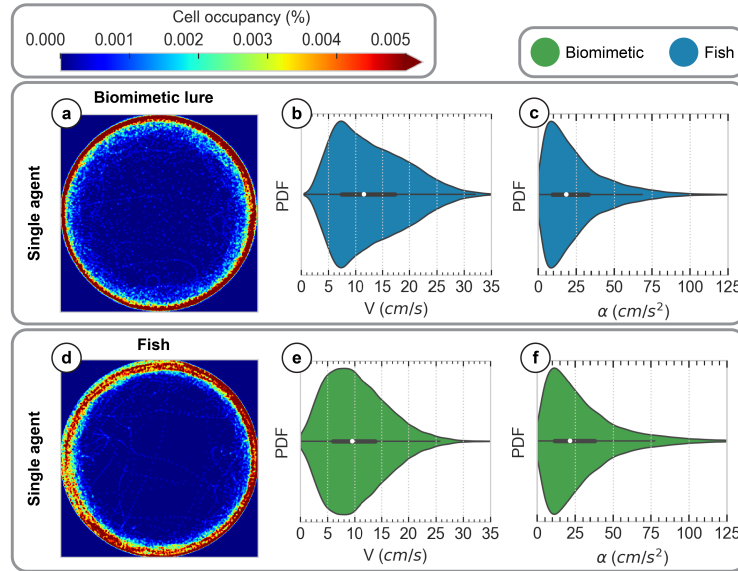 Cell occupancy (%)
0.000 0.001 0.002 0.003 0.004 0.005
Biomimetic Fish
Biomimetic lure
a b c
Single agent
PDF PDF
0 5 10 15 20 25 30 35
V (cm/s)
0 25 50 75 100 125
α (cm/s²)
Fish
d e f
Single agent
PDF PDF
0 5 10 15 20 25 30 35
V (cm/s)
0 25 50 75 100 125
α (cm/s²)